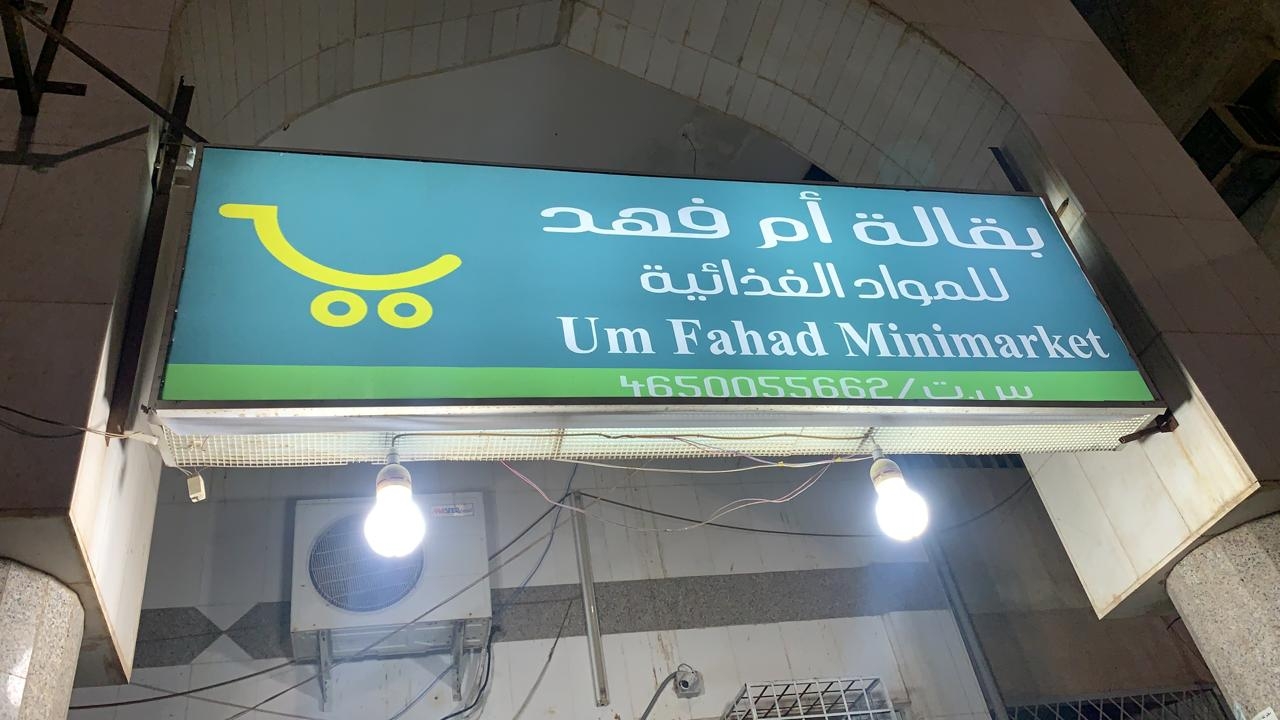 بقالة أم فهد
للمواد الغذائية
Um Fahad Minimarket
س.ت/4650055662